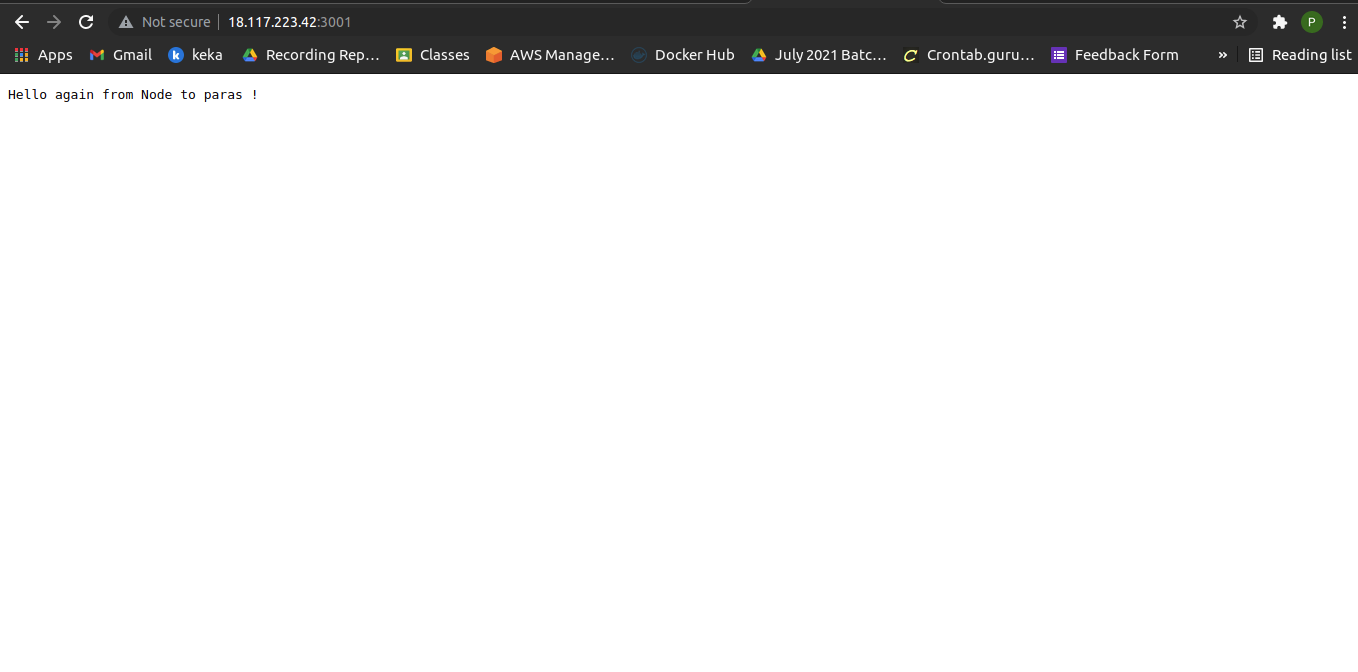 Not secure 18.117.223.42:3001 P
Apps Gmail k keka Recording Rep... Classes AWS Manage... Docker Hub July 2021 Batc... Crontab.guru... Feedback Form » Reading list
Hello again from Node to paras !